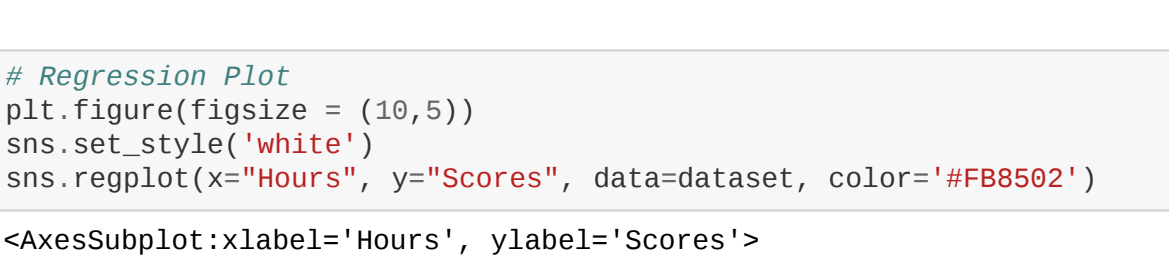 # Regression Plot
plt.figure(figsize = (10,5))
sns.set_style('white')
sns.regplot(x="Hours", y="Scores", data=dataset, color='#FB8502')
<AxesSubplot:xlabel='Hours', ylabel='Scores'>